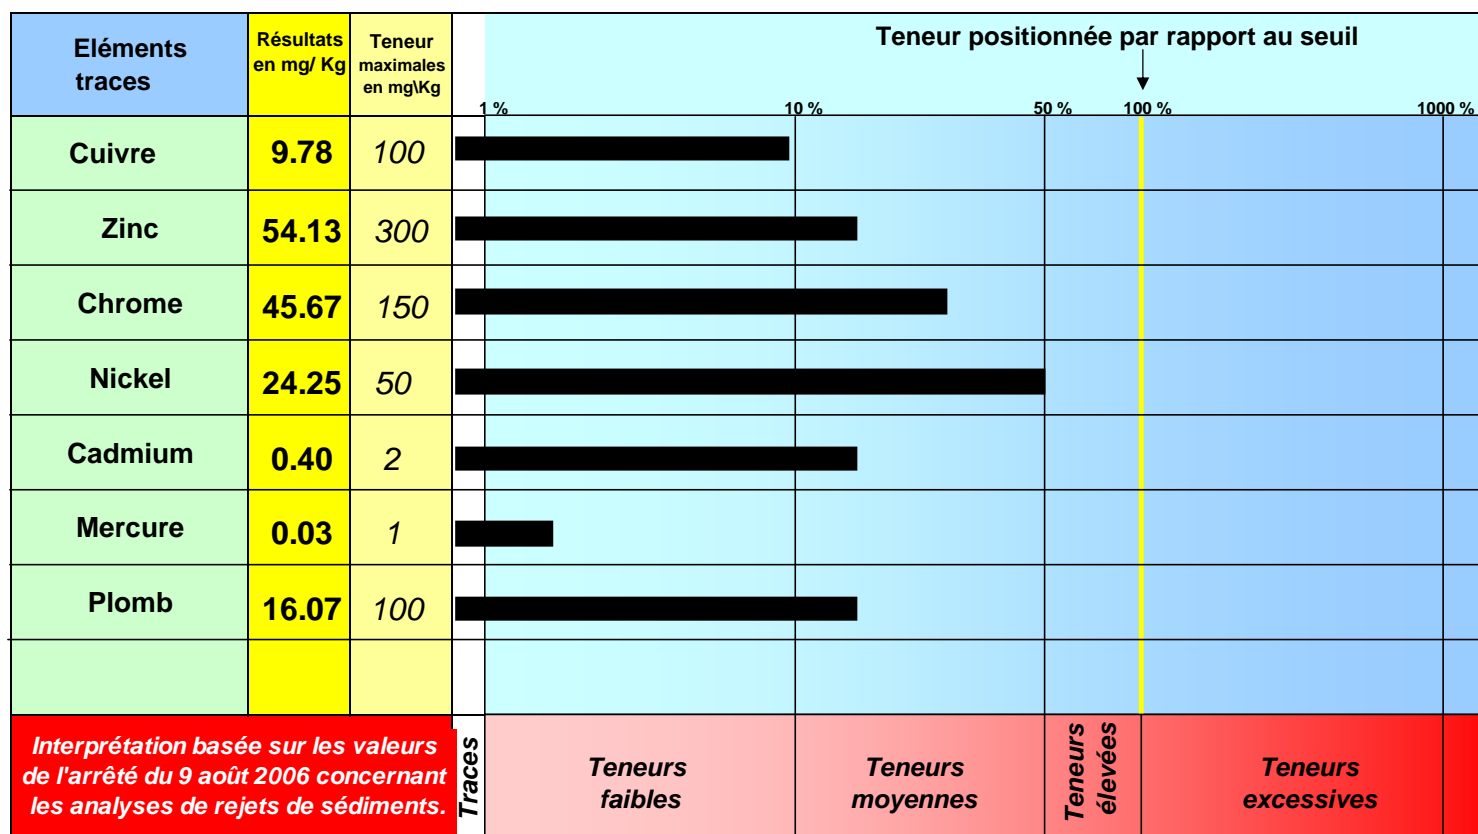 Eléments
traces
Résultats
en mg/ Kg
Teneur
maximales
en mg\Kg
Teneur positionnée par rapport au seuil
1 %
10 %
50 %
100 %
1000 %
Cuivre
9.78
100
Zinc
54.13
300
Chrome
45.67
150
Nickel
24.25
50
Cadmium
0.40
2
Mercure
0.03
1
Plomb
16.07
100
Interprétation basée sur les valeurs
de l'arrêté du 9 août 2006 concernant
les analyses de rejets de sédiments.
Traces
Teneurs
faibles
Teneurs
moyennes
Teneurs
élevées
Teneurs
excessives